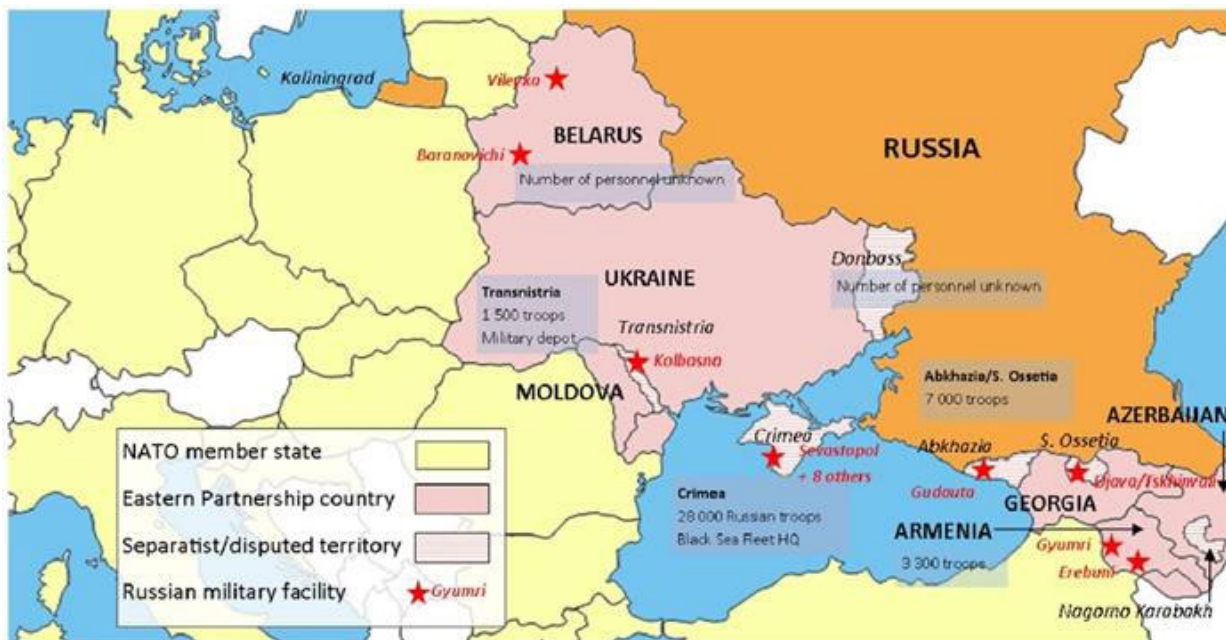 Kaliningrad
Vileyka
BELARUS
RUSSIA
Baranovichi
Number of personnel unknown
Donbass
Number of personnel unknown
UKRAINE
Transnistria
1 500 troops
Military depot
Transnistria
Kolbasna
MOLDOVA
Abkhazia/S. Ossetia
7 000 troops
AZERBAIJAN
Crimea
Sevastopol
+ 8 others
Abkhazia
S. Ossetia
Gudauta
Djava/Tskhinvali
GEORGIA
Crimea
28 000 Russian troops
Black Sea Fleet HQ
ARMENIA
3 300 troops
Gyumri
Erebuni
Nagorno Karabakh
NATO member state
Eastern Partnership country
Separatist/disputed territory
Russian military facility
Gyumri